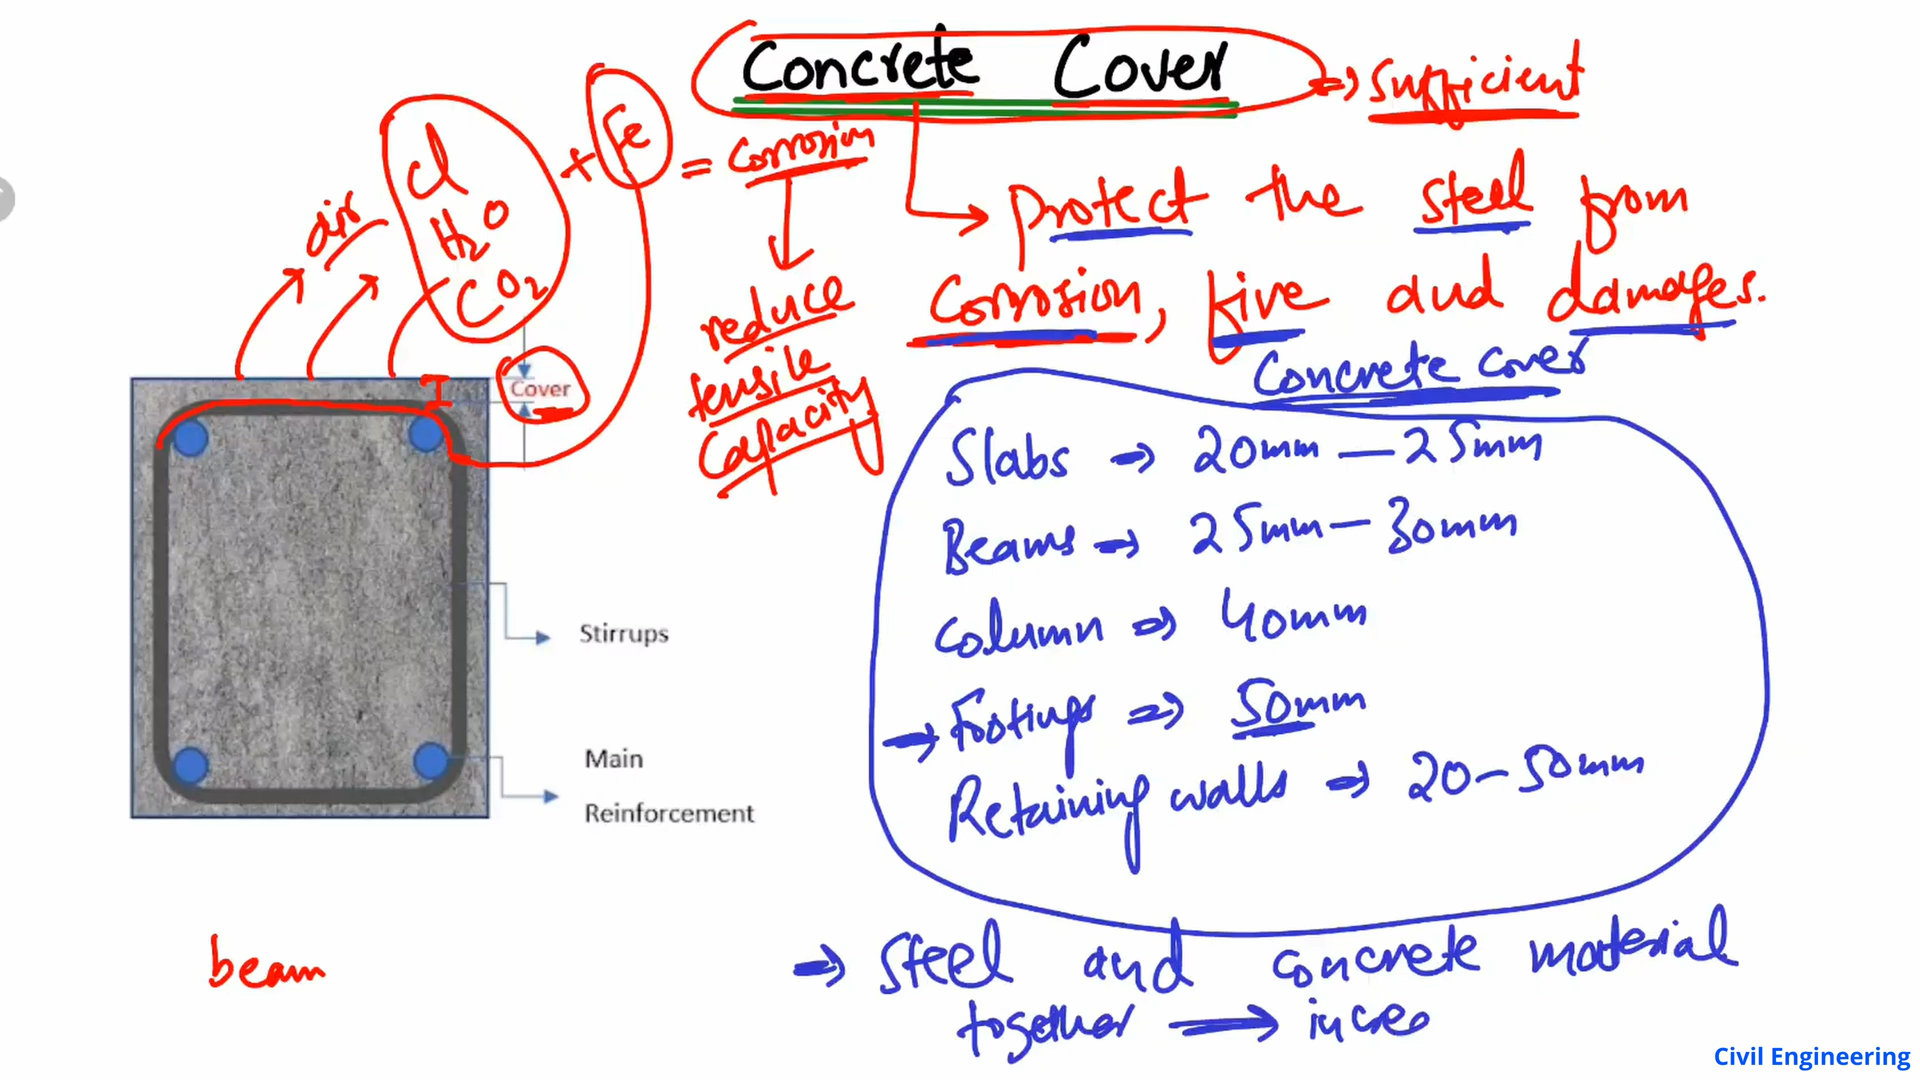 Concrete Cover
⇒ sufficient
cl
H2O
CO2
+ Fe
= Corrosion
air
reduce
tensile
capacity
protect the steel from
Corrosion, fire and damages.
Concrete cover
Cover
I
Slabs → 20mm — 25mm
Beams → 25mm — 30mm
Column ⇒ 40mm
→ Footings ⇒ 50mm
Retaining walls ⇒ 20-50mm
Stirrups
Main
Reinforcement
beam
⇒ Steel and concrete material
together → increa
Civil Engineering